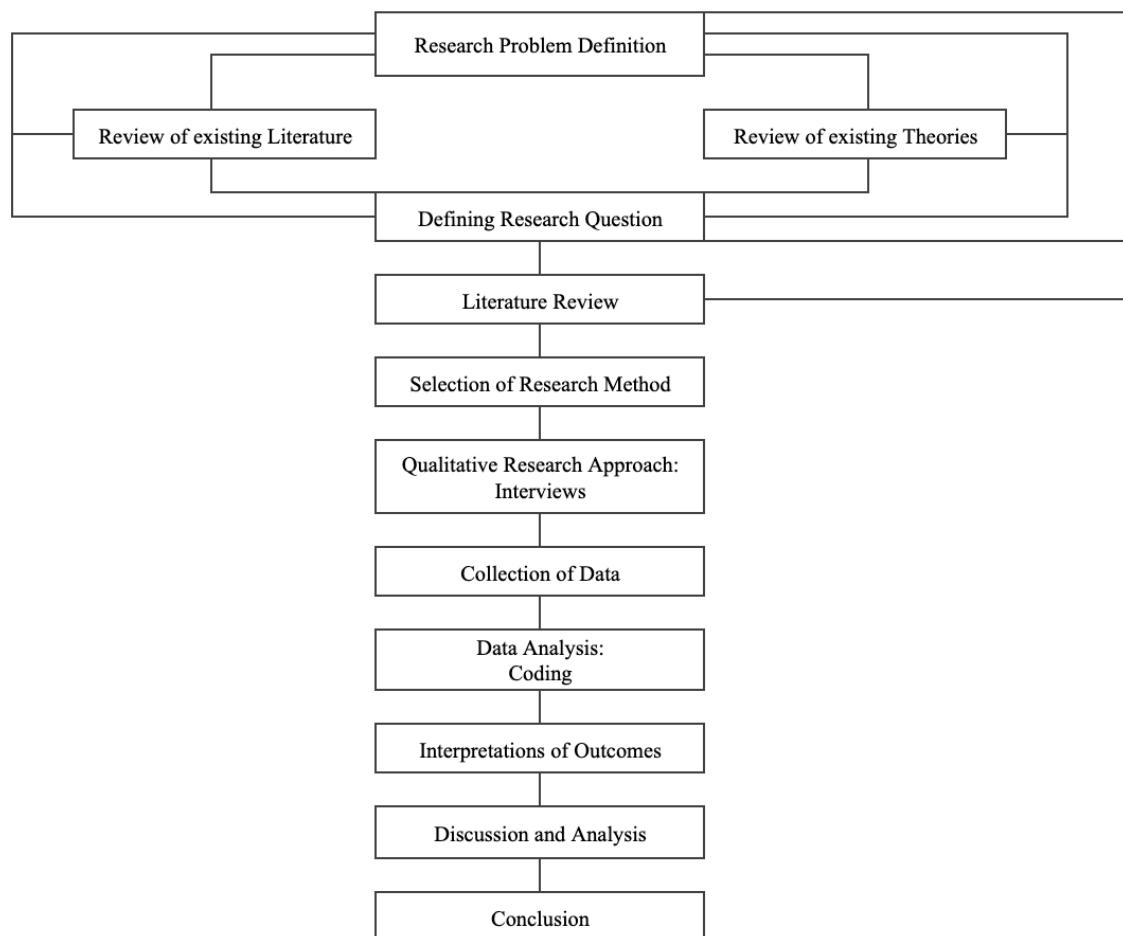 Research Problem Definition
Review of existing Literature
Review of existing Theories
Defining Research Question
Literature Review
Selection of Research Method
Qualitative Research Approach:
Interviews
Collection of Data
Data Analysis:
Coding
Interpretations of Outcomes
Discussion and Analysis
Conclusion